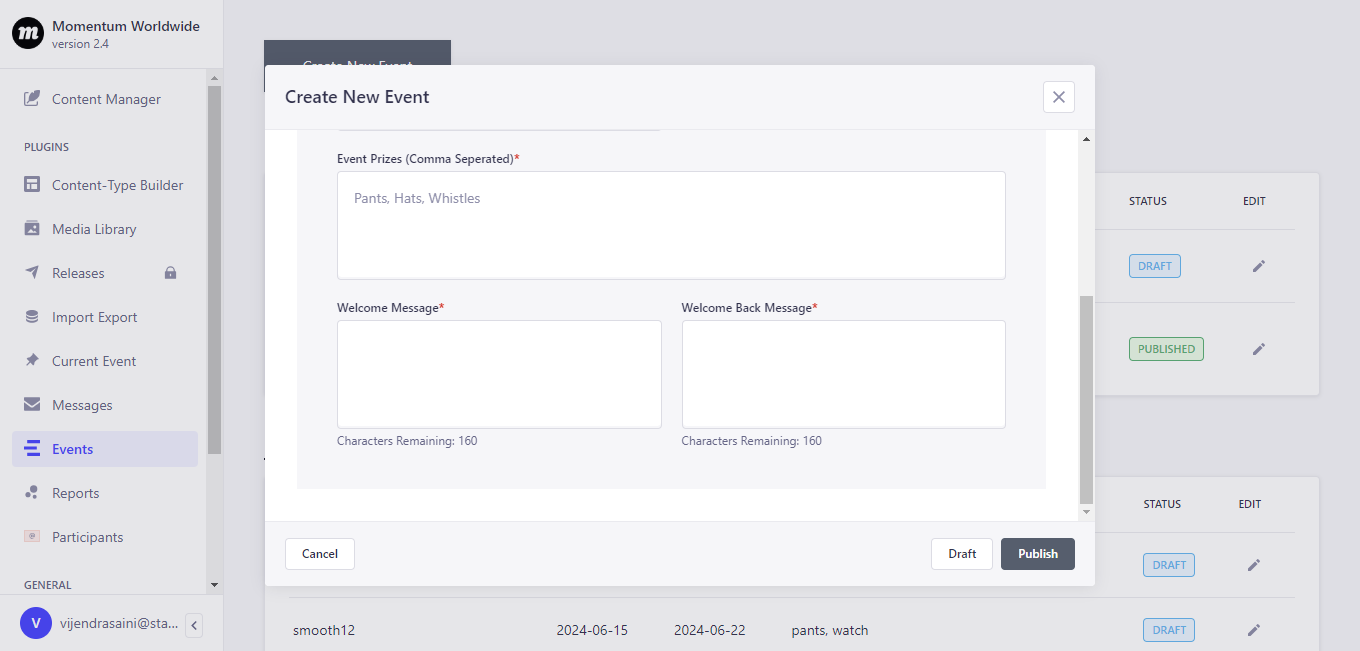 Momentum Worldwide
version 2.4
Content Manager
PLUGINS
Content-Type Builder
Media Library
Releases
Import Export
Current Event
Messages
Events
Reports
Participants
GENERAL
V
vijendrasaini@sta...
Create New Event
Create New Event
Event Prizes (Comma Seperated)*
Pants, Hats, Whistles
Welcome Message*
Welcome Back Message*
Characters Remaining: 160
Characters Remaining: 160
Cancel
Draft
Publish
STATUS
EDIT
DRAFT
PUBLISHED
STATUS
EDIT
DRAFT
smooth12
2024-06-15
2024-06-22
pants, watch
DRAFT